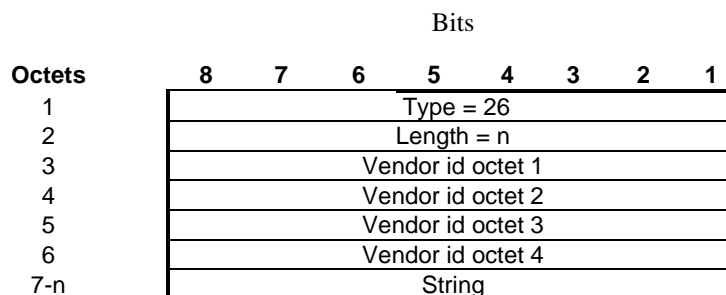 Bits
Octets 8 7 6 5 4 3 2 1
1 Type = 26
2 Length = n
3 Vendor id octet 1
4 Vendor id octet 2
5 Vendor id octet 3
6 Vendor id octet 4
7-n String